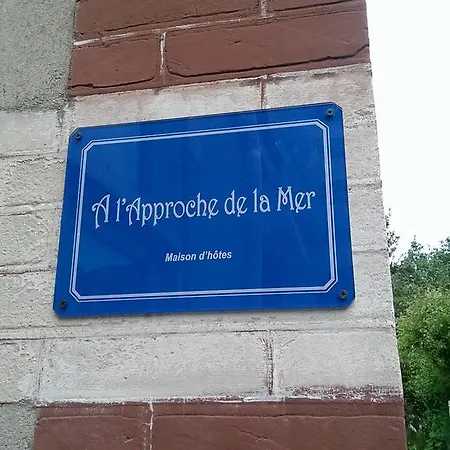 A l'Approche de la Mer
Maison d'hôtes